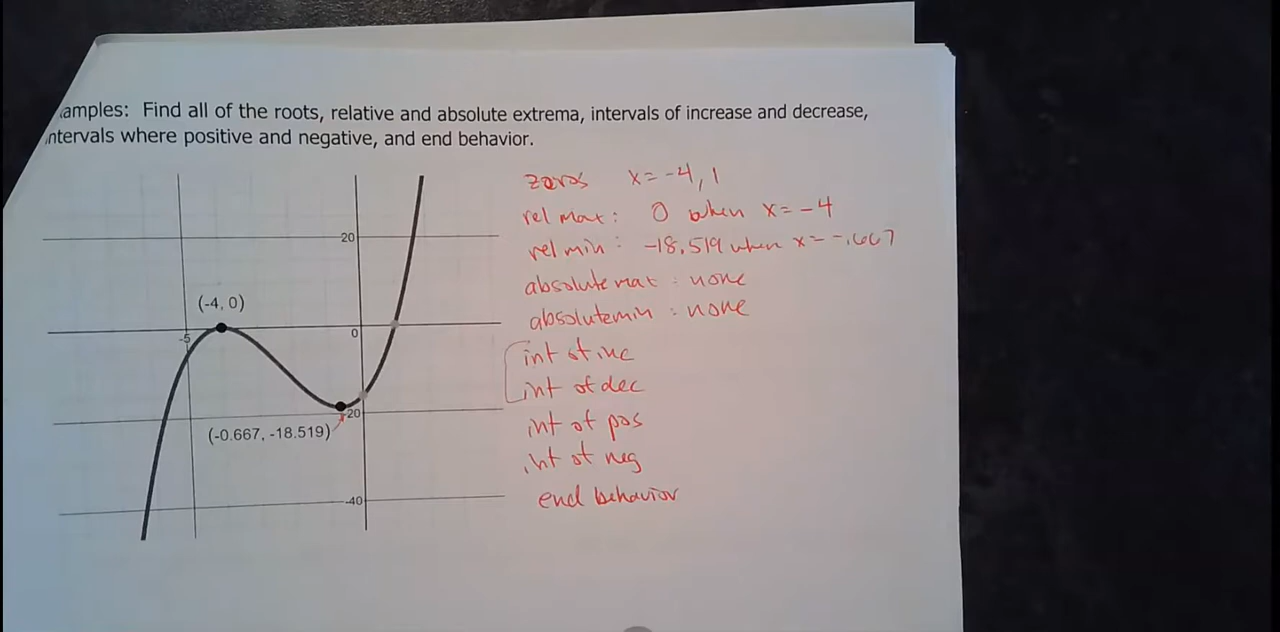 amples: Find all of the roots, relative and absolute extrema, intervals of increase and decrease,
ntervals where positive and negative, and end behavior.
zeros x = -4, 1
rel max: 0 when x = -4
rel min: -18.519 when x = -.667
absolute max: none
absolute min: none
int of inc
int of dec
int of pos
int of neg
end behavior
20
(-4, 0)
-5
0
20
(-0.667, -18.519)
-40